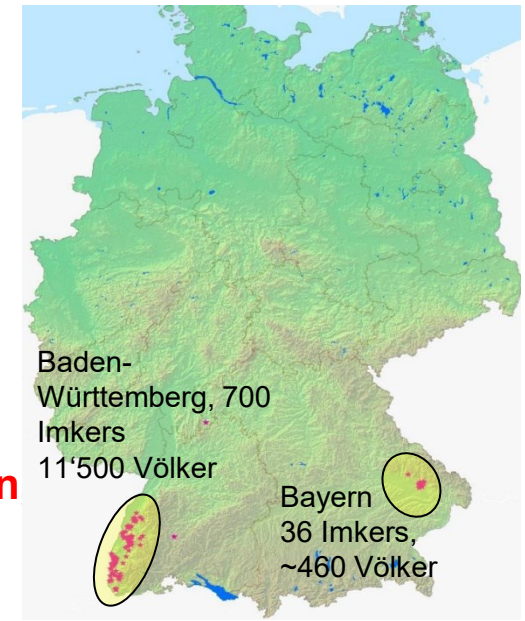 Baden-
Württemberg, 700
Imkers
11‘500 Völker
n
Bayern
36 Imkers,
~460 Völker